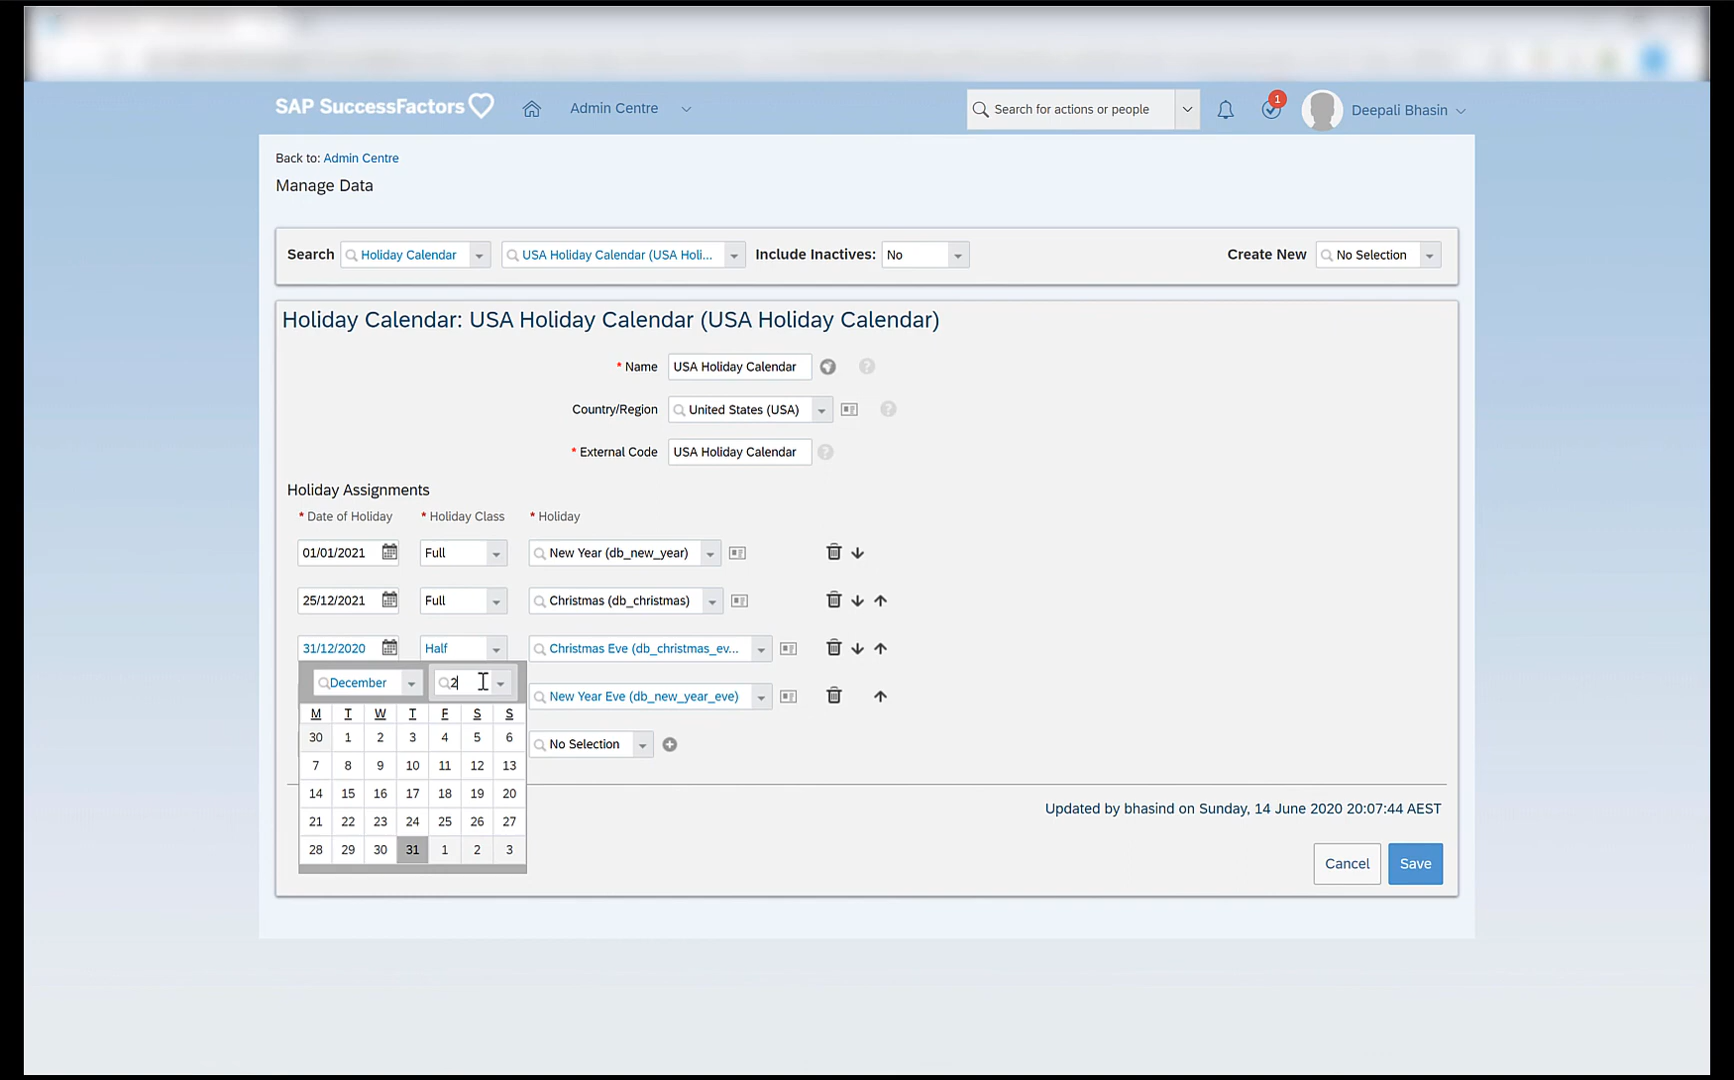 SAP SuccessFactors Admin Centre Search for actions or people 1 Deepali Bhasin
Back to: Admin Centre
Manage Data
Search Holiday Calendar USA Holiday Calendar (USA Holi... Include Inactives: No Create New No Selection
Holiday Calendar: USA Holiday Calendar (USA Holiday Calendar)
* Name USA Holiday Calendar ?
Country/Region United States (USA) ?
* External Code USA Holiday Calendar ?
Holiday Assignments
* Date of Holiday * Holiday Class * Holiday
01/01/2021 Full New Year (db_new_year)
25/12/2021 Full Christmas (db_christmas)
31/12/2020 Half Christmas Eve (db_christmas_ev...
December 2 New Year Eve (db_new_year_eve)
M T W T F S S
30 1 2 3 4 5 6 No Selection
7 8 9 10 11 12 13
14 15 16 17 18 19 20
Updated by bhasind on Sunday, 14 June 2020 20:07:44 AEST
21 22 23 24 25 26 27
28 29 30 31 1 2 3
Cancel Save